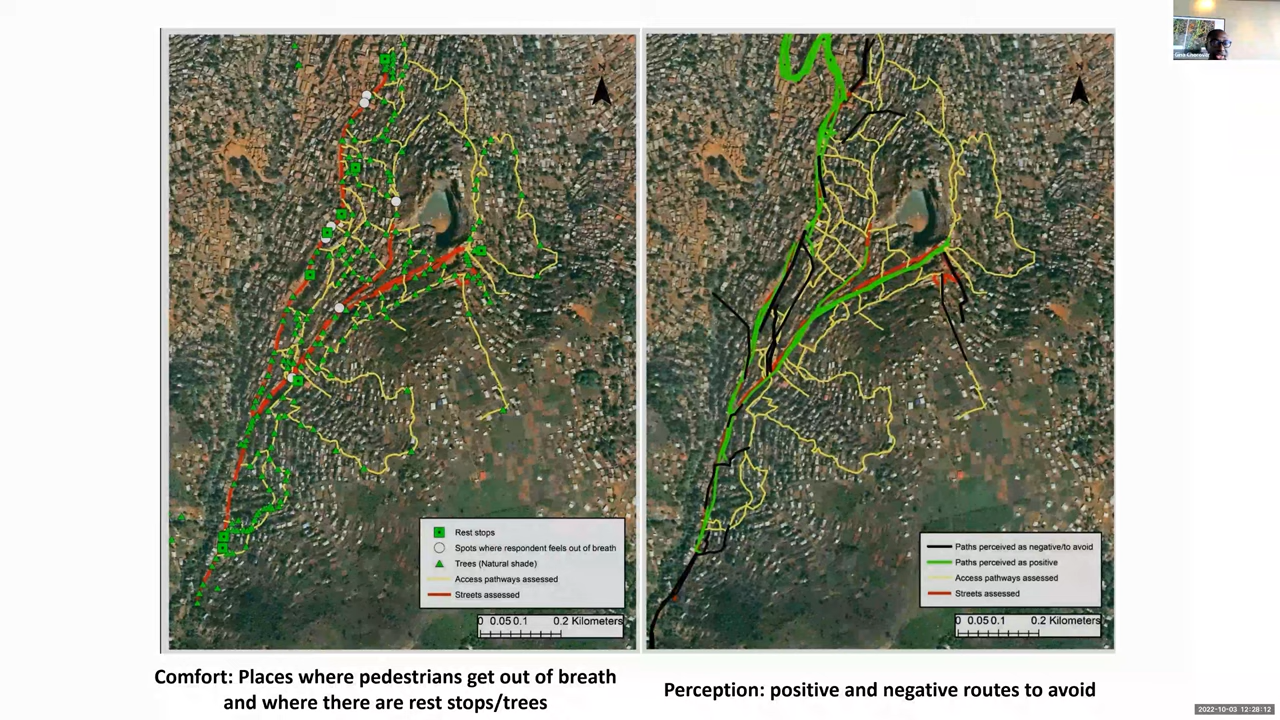 Rest stops
Spots where respondent feels out of breath
Trees (Natural shade)
Access pathways assessed
Streets assessed
0 0.05 0.1 0.2 Kilometers
Paths perceived as negative/to avoid
Paths perceived as positive
Access pathways assessed
Streets assessed
0 0.05 0.1 0.2 Kilometers
Comfort: Places where pedestrians get out of breath
and where there are rest stops/trees
Perception: positive and negative routes to avoid
2022-10-03 12:28:12